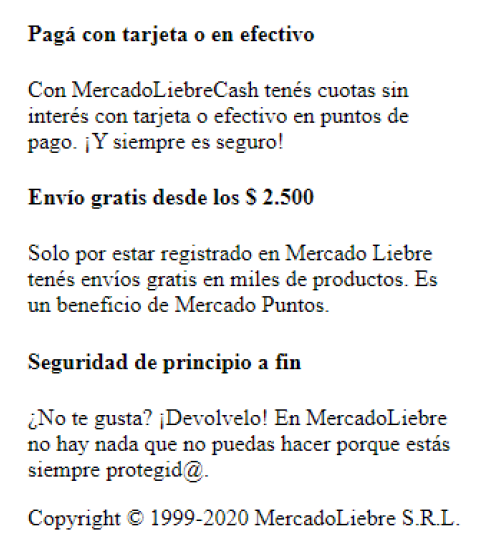 Pagá con tarjeta o en efectivo
Con MercadoLiebreCash tenés cuotas sin
interés con tarjeta o efectivo en puntos de
pago. ¡Y siempre es seguro!
Envío gratis desde los $ 2.500
Solo por estar registrado en Mercado Liebre
tenés envíos gratis en miles de productos. Es
un beneficio de Mercado Puntos.
Seguridad de principio a fin
¿No te gusta? ¡Devolvelo! En MercadoLiebre
no hay nada que no puedas hacer porque estás
siempre protegid@.
Copyright © 1999-2020 MercadoLiebre S.R.L.